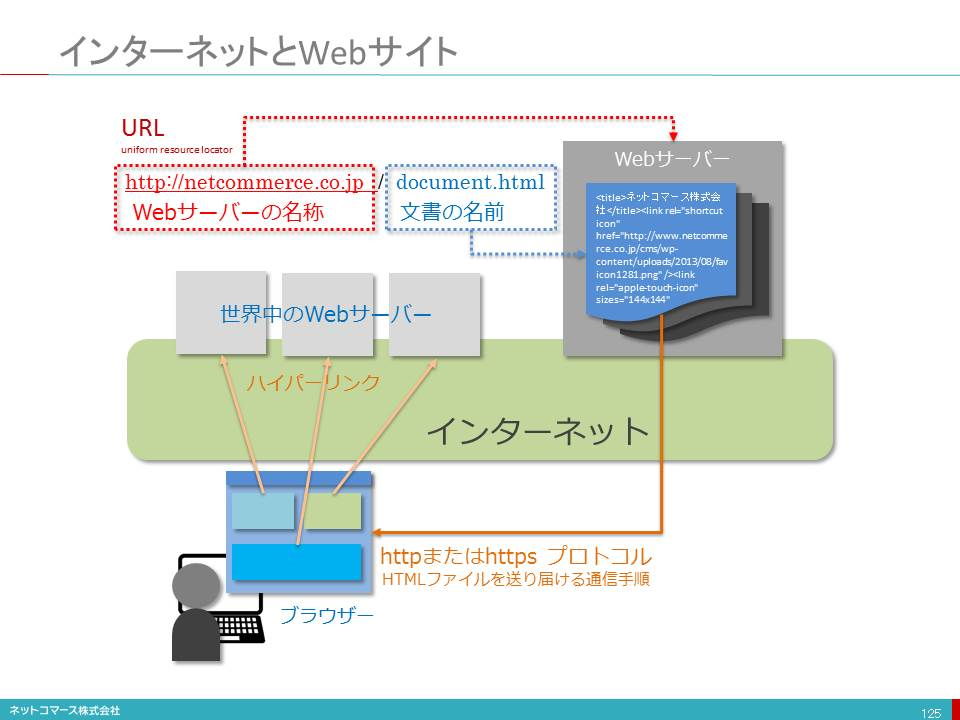 インターネットとWebサイト
URL
uniform resource locator
http://netcommerce.co.jp / document.html
Webサーバーの名称
文書の名前
Webサーバー
<title>ネットコマース株式会
社</title><link rel="shortcut
icon"
href="http://www.netcomme
rce.co.jp/cms/wp-
content/uploads/2013/08/fav
icon1281.png" /><link
rel="apple-touch-icon"
sizes="144x144"
世界中のWebサーバー
ハイパーリンク
インターネット
httpまたはhttps プロトコル
HTMLファイルを送り届ける通信手順
ブラウザー
ネットコマース株式会社
125